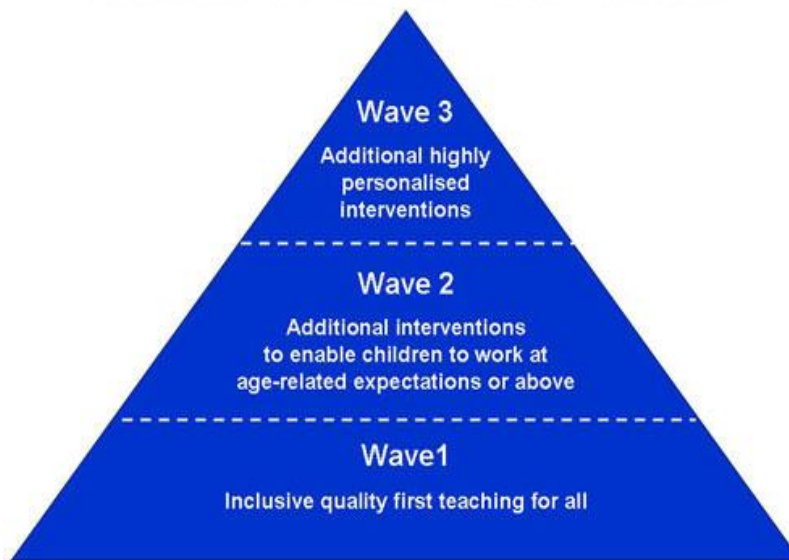 Wave 3
Additional highly
personalised
interventions
Wave 2
Additional interventions
to enable children to work at
age-related expectations or above
Wave1
Inclusive quality first teaching for all